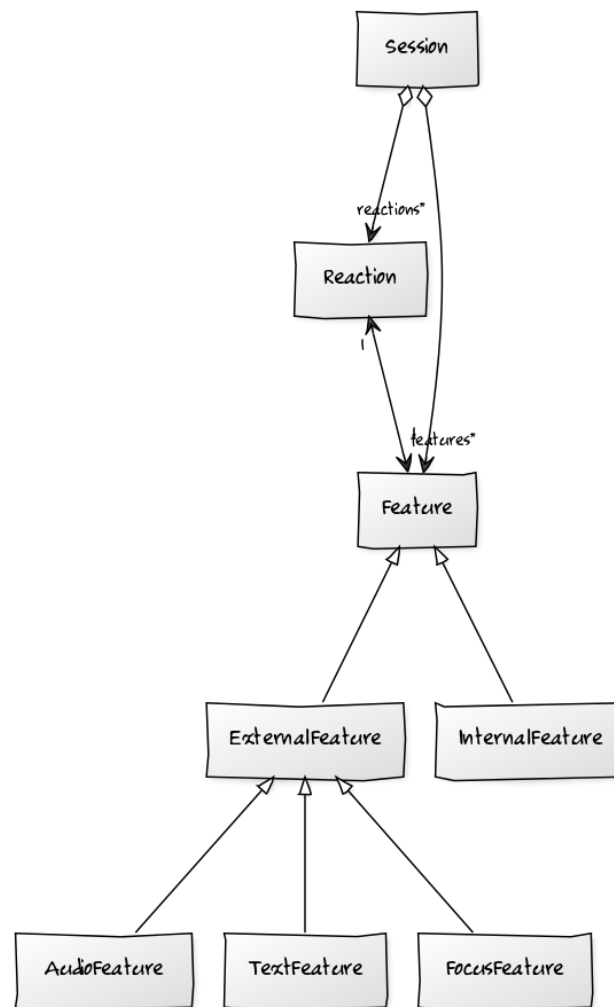 Session
reactions*
Reaction
1
features*
Feature
ExternalFeature
InternalFeature
AudioFeature
TextFeature
FocusFeature